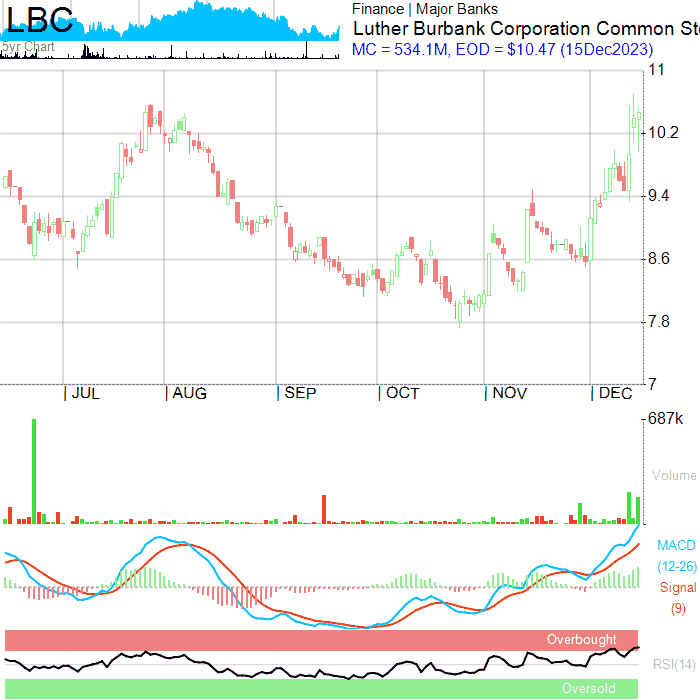 LBC
5yr Chart
Finance | Major Banks
Luther Burbank Corporation Common St
MC = 534.1M, EOD = $10.47 (15Dec2023)
11
10.2
9.4
8.6
7.8
7
JUL AUG SEP OCT NOV DEC
687k
Volume
MACD
(12-26)
Signal
(9)
Overbought
RSI(14)
Oversold